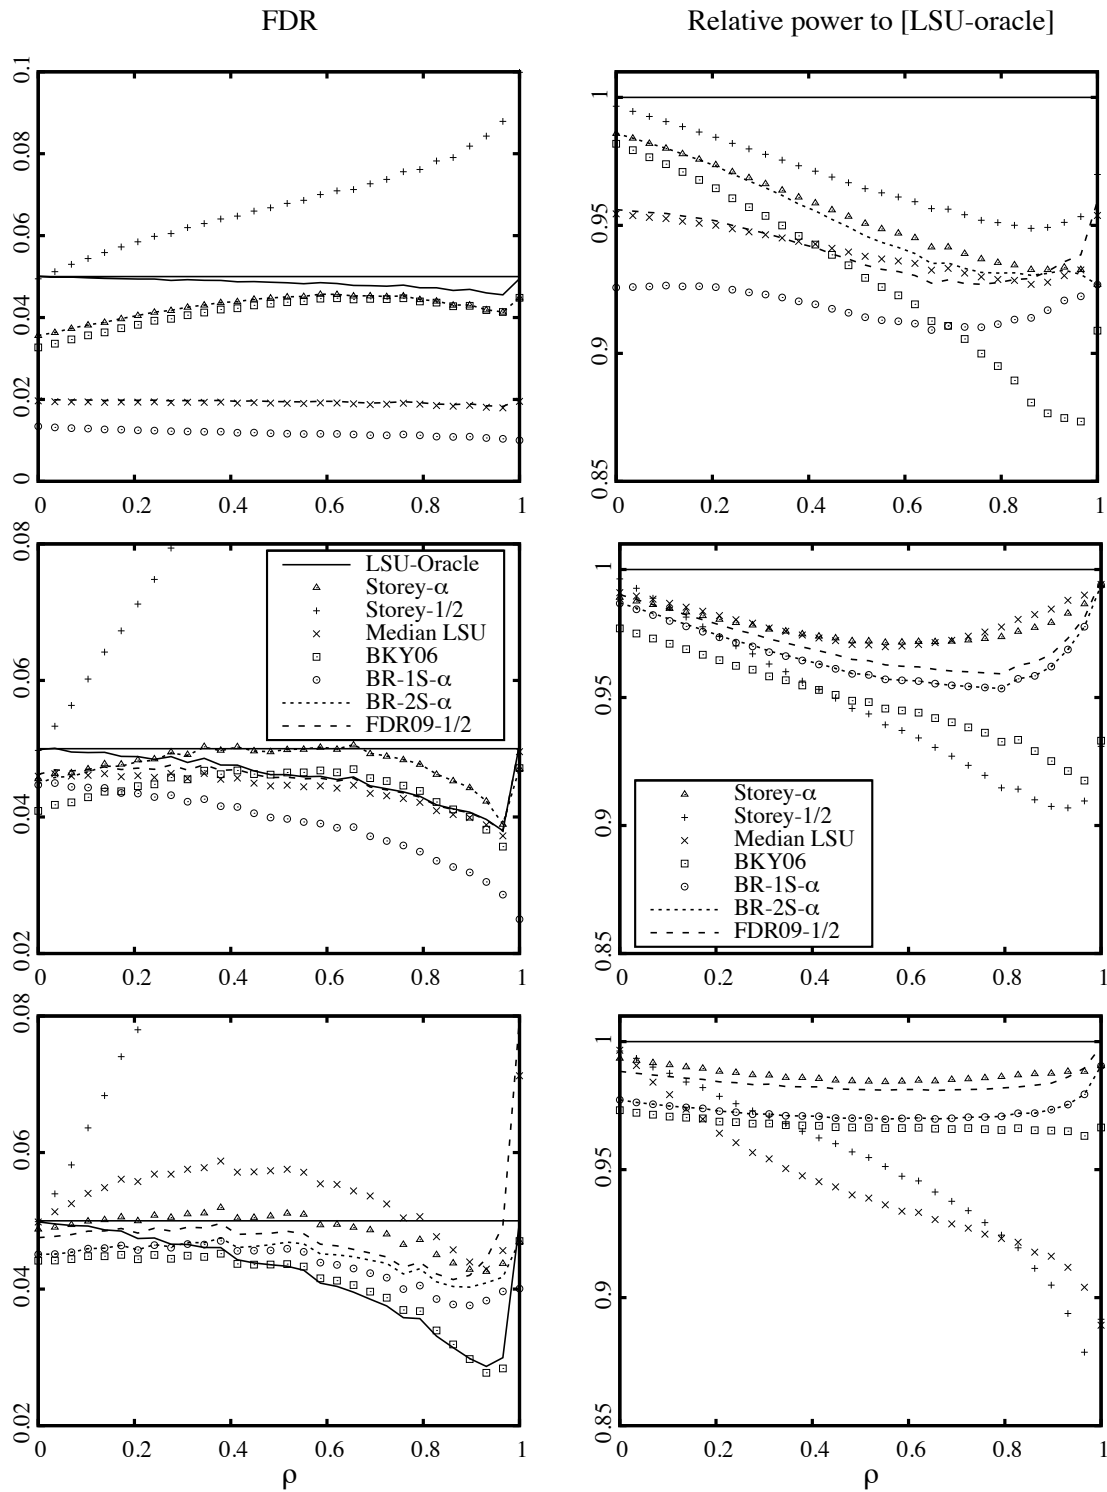 FDR
Relative power to [LSU-oracle]
0.1
0.08
0.06
0.04
0.02
0
0 0.2 0.4 0.6 0.8 1
1
0.95
0.9
0.85
0 0.2 0.4 0.6 0.8 1
0.08
0.06
0.04
0.02
LSU-Oracle
Storey-α
Storey-1/2
Median LSU
BKY06
BR-1S-α
BR-2S-α
FDR09-1/2
0 0.2 0.4 0.6 0.8 1
1
0.95
0.9
0.85
Storey-α
Storey-1/2
Median LSU
BKY06
BR-1S-α
BR-2S-α
FDR09-1/2
0 0.2 0.4 0.6 0.8 1
0.08
0.06
0.04
0.02
0 0.2 0.4 0.6 0.8 1
ρ
1
0.95
0.9
0.85
0 0.2 0.4 0.6 0.8 1
ρ